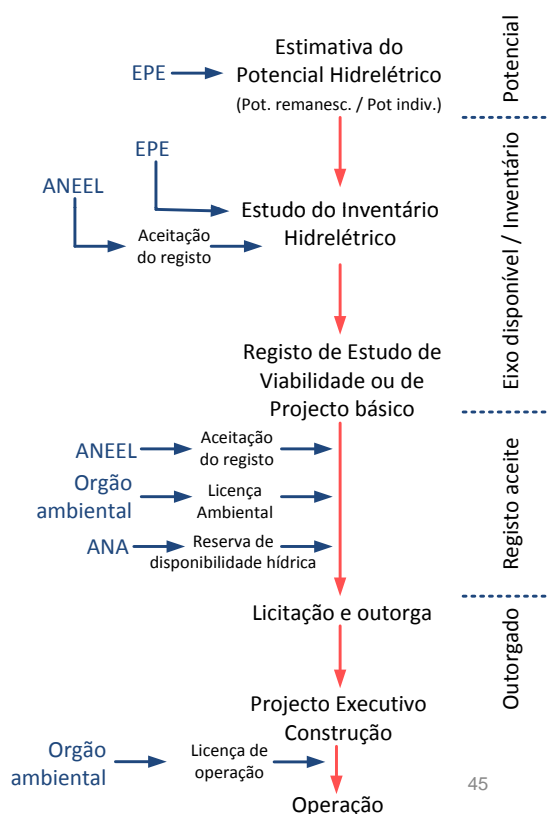 Estimativa do
EPE
Potencial Hidrelétrico
(Pot. remanesc. / Pot indiv.)
Potencial
EPE
ANEEL
Estudo do Inventário
Hidrelétrico
Aceitação
do registo
Eixo disponível / Inventário
Registo de Estudo de
Viabilidade ou de
Projecto básico
ANEEL
Aceitação
do registo
Orgão
ambiental
Licença
Ambiental
ANA
Reserva de
disponibilidade hídrica
Registo aceite
Licitação e outorga
Outorgado
Projecto Executivo
Construção
Orgão
ambiental
Licença de
operação
45
Operação